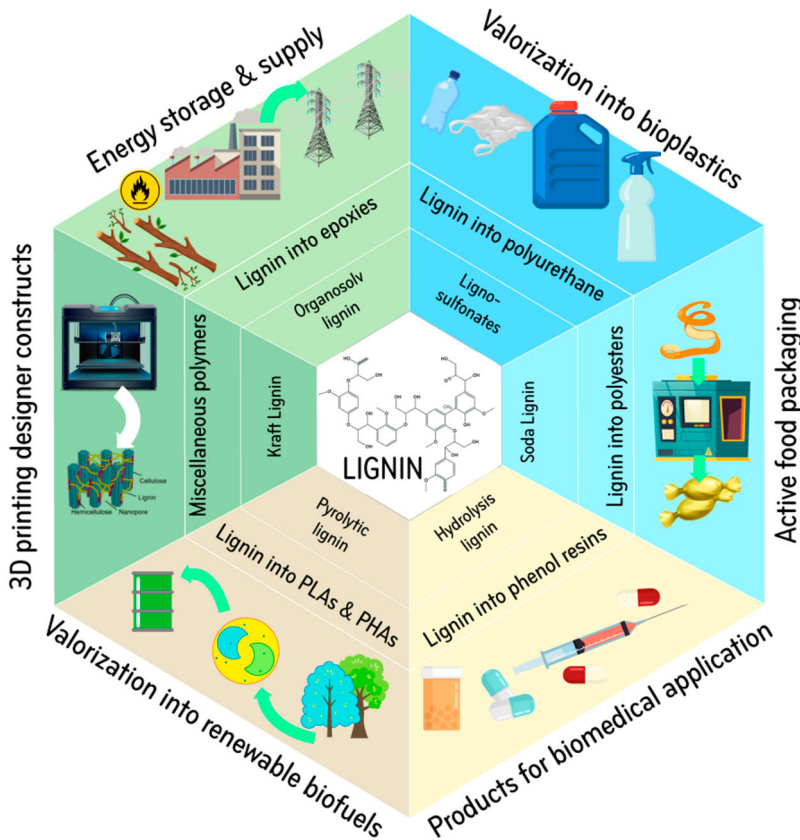 Energy storage & supply
Valorization into bioplastics
Lignin into epoxies
Lignin into polyurethane
Organosolv
lignin
Ligno-
sulfonates
3D printing designer constructs
Miscellaneous polymers
Kraft Lignin
LIGNIN
Soda Lignin
Lignin into polyesters
Active food packaging
Cellulose
Lignin
Hemicellulose
Nanopore
Pyrolytic
lignin
Hydrolysis
lignin
Lignin into PLAs & PHAs
Lignin into phenol resins
Valorization into renewable biofuels
Products for biomedical application